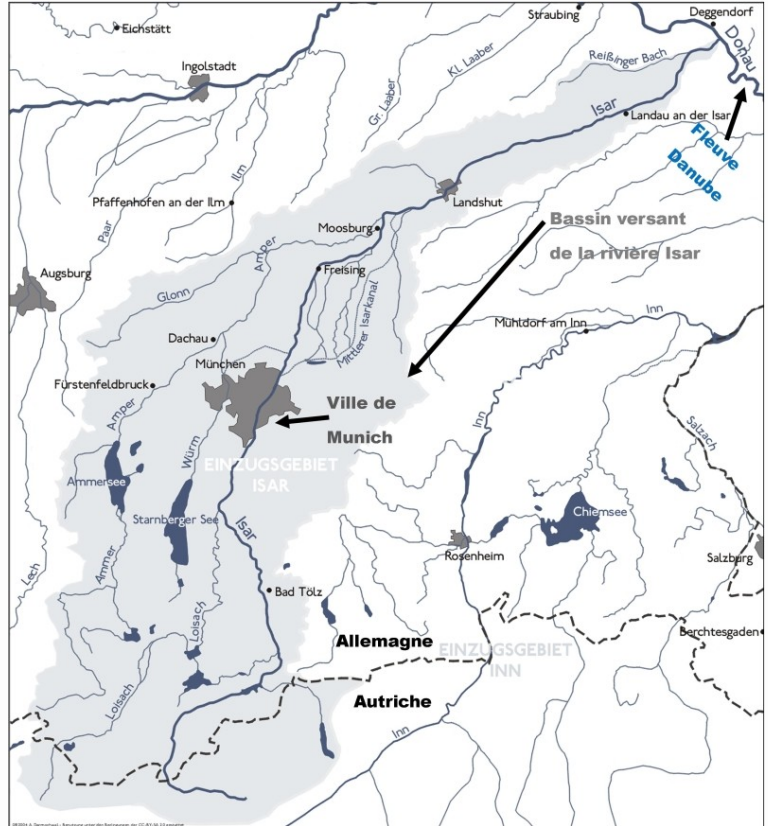 Deggendorf
Straubing
Eichstätt
Donau
Reißinger Bach
Kl. Laaber
Ingolstadt
Gr. Laaber
Isar
Landau an der Isar
Fleuve
Danube
Ilm
Pfaffenhofen an der Ilm
Landshut
Paar
Moosburg
Bassin versant
de la rivière Isar
Amper
Freising
Augsburg
Glonn
Mittlerer Isarkanal
Inn
Mühldorf am Inn
Dachau
München
Fürstenfeldbruck
Ville de
Munich
Amper
Inn
Salzach
Würm
EINZUGSGEBIET
ISAR
Ammersee
Starnberger See
Isar
Chiemsee
Rosenheim
Salzburg
Lech
Ammer
Bad Tölz
Loisach
Allemagne
Berchtesgaden
EINZUGSGEBIET
INN
Loisach
Autriche
Inn